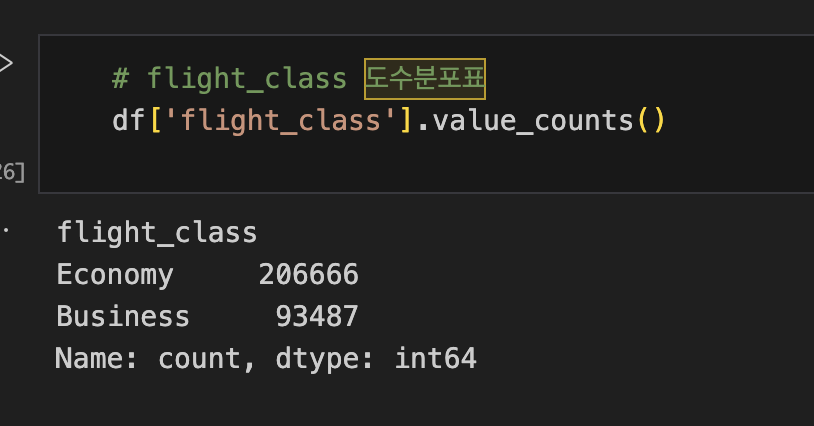 # flight_class 도수분포표
df['flight_class'].value_counts()
26]
flight_class
Economy     206666
Business     93487
Name: count, dtype: int64